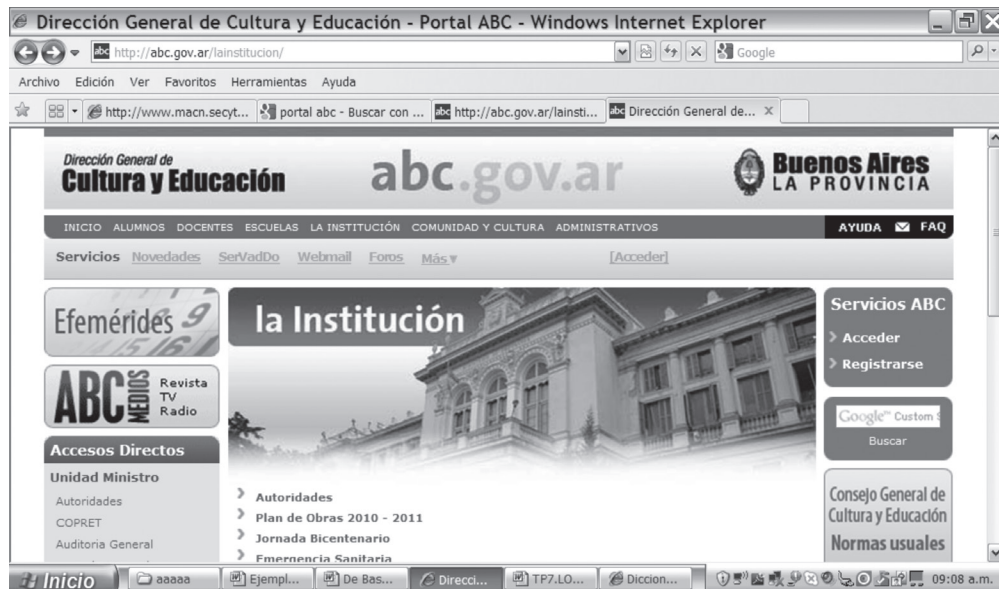 Dirección General de Cultura y Educación - Portal ABC - Windows Internet Explorer
http://abc.gov.ar/lainstitucion/
Google
Archivo Edición Ver Favoritos Herramientas Ayuda
http://www.macn.secyt... portal abc - Buscar con ... http://abc.gov.ar/lainsti... Dirección General de... X
Dirección General de
Cultura y Educación
abc.gov.ar
Buenos Aires
LA PROVINCIA
INICIO ALUMNOS DOCENTES ESCUELAS LA INSTITUCIÓN COMUNIDAD Y CULTURA ADMINISTRATIVOS
AYUDA FAQ
Servicios Novedades SerVadDo Webmail Foros Más [Acceder]
Efemérides
ABC MEDIOS
Revista
TV
Radio
Accesos Directos
Unidad Ministro
Autoridades
COPRET
Auditoria General
la Institución
Autoridades
Plan de Obras 2010 - 2011
Jornada Bicentenario
Emergencia Sanitaria
Servicios ABC
Acceder
Registrarse
Google™ Custom S
Buscar
Consejo General de
Cultura y Educación
Normas usuales
Inicio aaaaa Ejempl... De Bas... Direcci... TP7.LO... Diccion... 09:08 a.m.